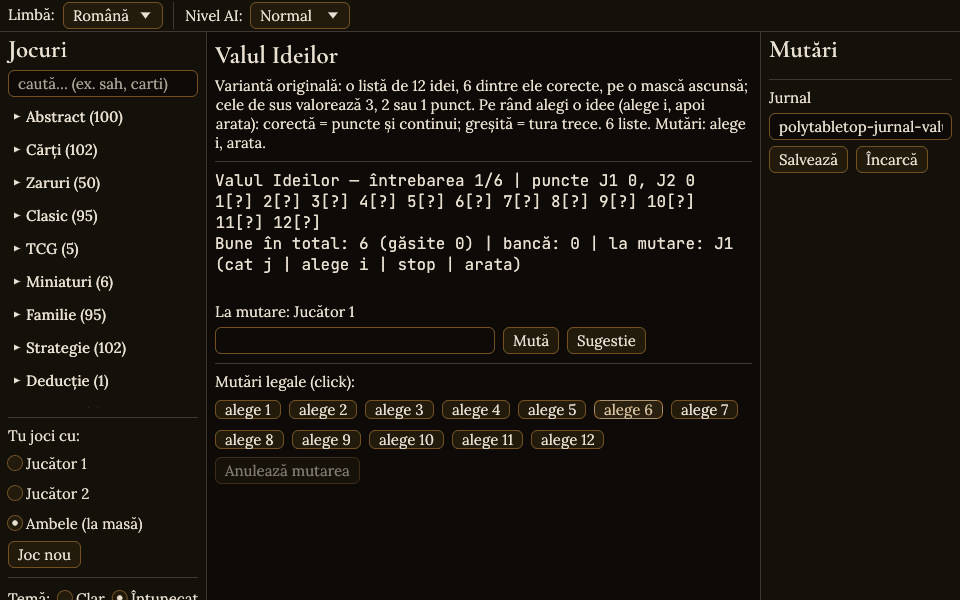 Limbă: Română Nivel AI: Normal
Jocuri
caută... (ex. sah, carti)
Abstract (100)
Cărți (102)
Zaruri (50)
Clasic (95)
TCG (5)
Miniaturi (6)
Familie (95)
Strategie (102)
Deducție (1)
Tu joci cu:
Jucător 1
Jucător 2
Ambele (la masă)
Joc nou
Temă: Clar Întunecat
Valul Ideilor
Variantă originală: o listă de 12 idei, 6 dintre ele corecte, pe o mască ascunsă;
cele de sus valorează 3, 2 sau 1 punct. Pe rând alegi o idee (alege i, apoi
arata): corectă = puncte și continui; greșită = tura trece. 6 liste. Mutări: alege
i, arata.
Valul Ideilor — întrebarea 1/6 | puncte J1 0, J2 0
1[?] 2[?] 3[?] 4[?] 5[?] 6[?] 7[?] 8[?] 9[?] 10[?]
11[?] 12[?]
Bune în total: 6 (găsite 0) | bancă: 0 | la mutare: J1
(cat j | alege i | stop | arata)
La mutare: Jucător 1
Mută Sugestie
Mutări legale (click):
alege 1 alege 2 alege 3 alege 4 alege 5 alege 6 alege 7
alege 8 alege 9 alege 10 alege 11 alege 12
Anulează mutarea
Mutări
Jurnal
polytabletop-jurnal-val
Salvează Încarcă